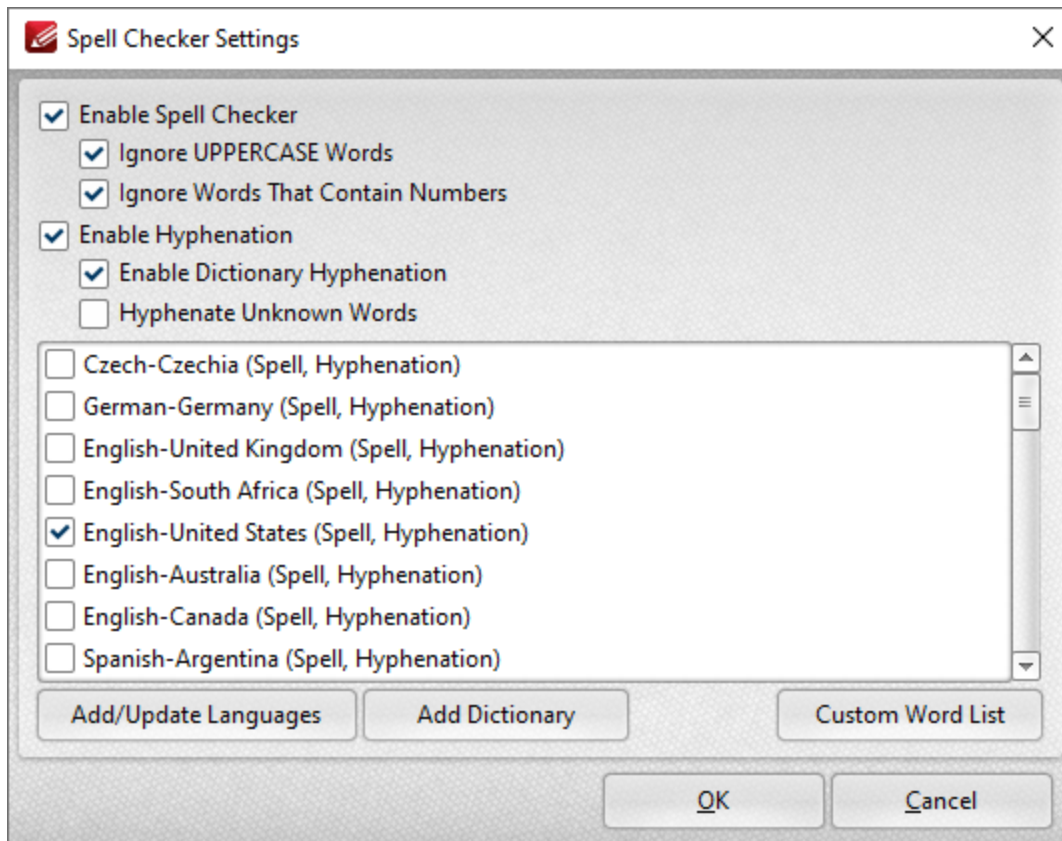 Spell Checker Settings
Enable Spell Checker
Ignore UPPERCASE Words
Ignore Words That Contain Numbers
Enable Hyphenation
Enable Dictionary Hyphenation
Hyphenate Unknown Words
Czech-Czechia (Spell, Hyphenation)
German-Germany (Spell, Hyphenation)
English-United Kingdom (Spell, Hyphenation)
English-South Africa (Spell, Hyphenation)
English-United States (Spell, Hyphenation)
English-Australia (Spell, Hyphenation)
English-Canada (Spell, Hyphenation)
Spanish-Argentina (Spell, Hyphenation)
Add/Update Languages Add Dictionary Custom Word List
OK Cancel